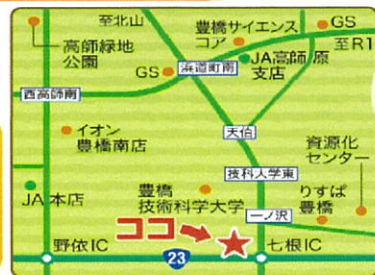 至北山
豊橋サイエンス
コア
GS
至R1
高師緑地
公園
GS
浜道町南
JA高師原
支店
西高師南
イオン
豊橋南店
天伯
資源化
センター
技科大学東
JA本店
豊橋
技術科学大学
りすぱ
豊橋
一ノ沢
ココ
野依IC
23
七根IC